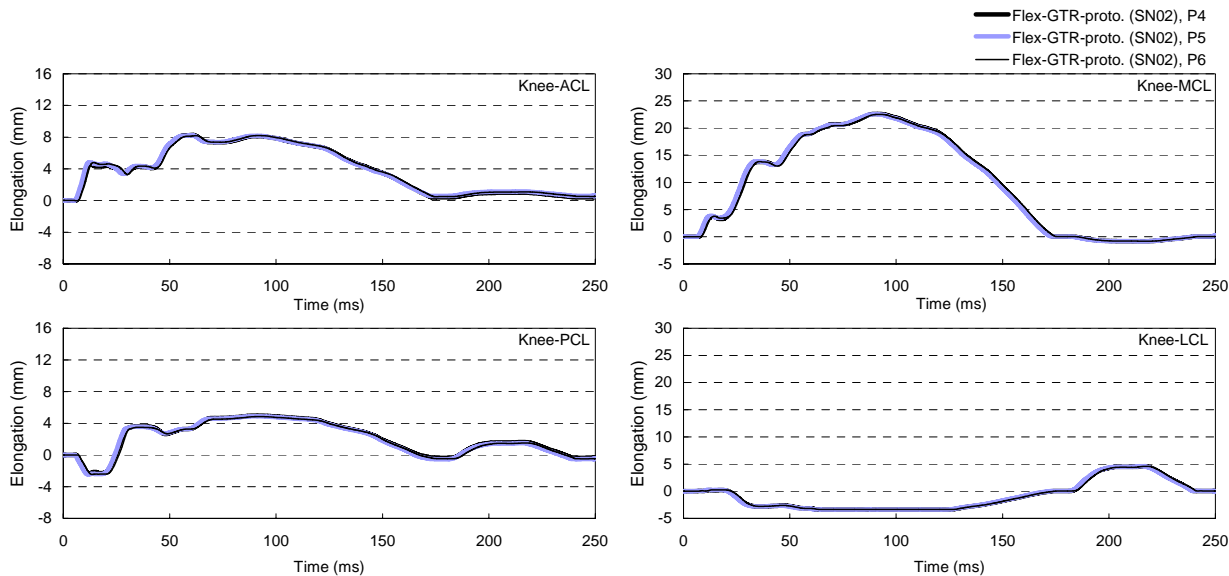 Flex-GTR-proto. (SN02), P4
Flex-GTR-proto. (SN02), P5
Flex-GTR-proto. (SN02), P6
Knee-ACL
Elongation (mm)
16
12
8
4
0
-4
-8
0 50 100 150 200 250
Time (ms)
Knee-MCL
Elongation (mm)
30
25
20
15
10
5
0
-5
0 50 100 150 200 250
Time (ms)
Knee-PCL
Elongation (mm)
16
12
8
4
0
-4
-8
0 50 100 150 200 250
Time (ms)
Knee-LCL
Elongation (mm)
30
25
20
15
10
5
0
-5
0 50 100 150 200 250
Time (ms)